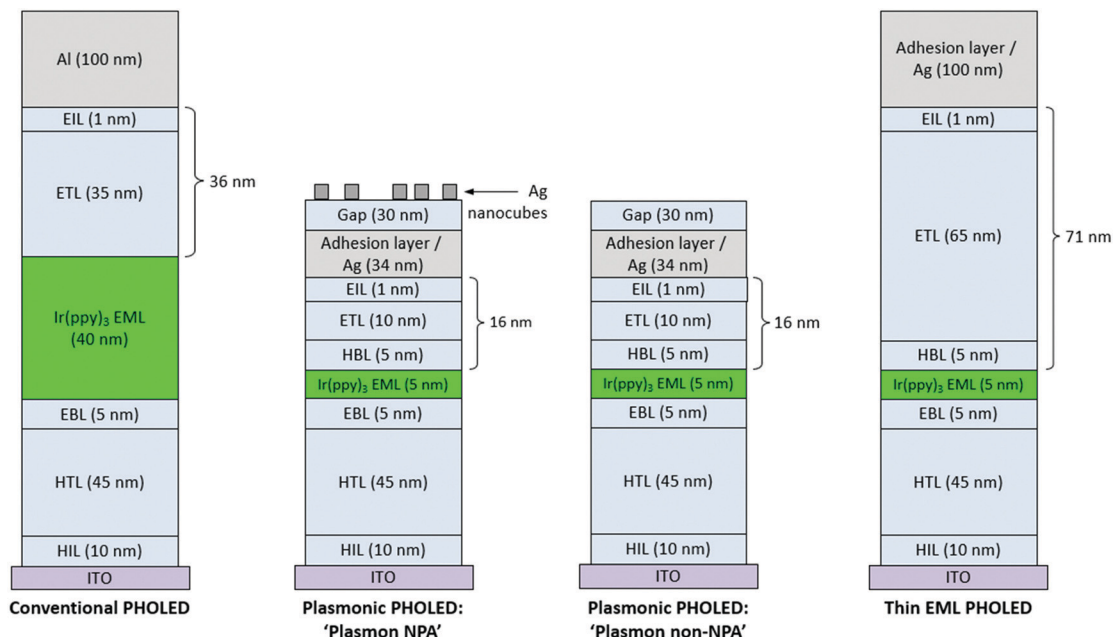 Al (100 nm)
EIL (1 nm)
ETL (35 nm)
36 nm
Ir(ppy)₃ EML
(40 nm)
EBL (5 nm)
HTL (45 nm)
HIL (10 nm)
ITO
Conventional PHOLED
Ag
nanocubes
Gap (30 nm)
Adhesion layer /
Ag (34 nm)
EIL (1 nm)
ETL (10 nm)
HBL (5 nm)
16 nm
Ir(ppy)₃ EML (5 nm)
EBL (5 nm)
HTL (45 nm)
HIL (10 nm)
ITO
Plasmonic PHOLED:
'Plasmon NPA'
Gap (30 nm)
Adhesion layer /
Ag (34 nm)
EIL (1 nm)
ETL (10 nm)
HBL (5 nm)
16 nm
Ir(ppy)₃ EML (5 nm)
EBL (5 nm)
HTL (45 nm)
HIL (10 nm)
ITO
Plasmonic PHOLED:
'Plasmon non-NPA'
Adhesion layer /
Ag (100 nm)
EIL (1 nm)
ETL (65 nm)
71 nm
HBL (5 nm)
Ir(ppy)₃ EML (5 nm)
EBL (5 nm)
HTL (45 nm)
HIL (10 nm)
ITO
Thin EML PHOLED